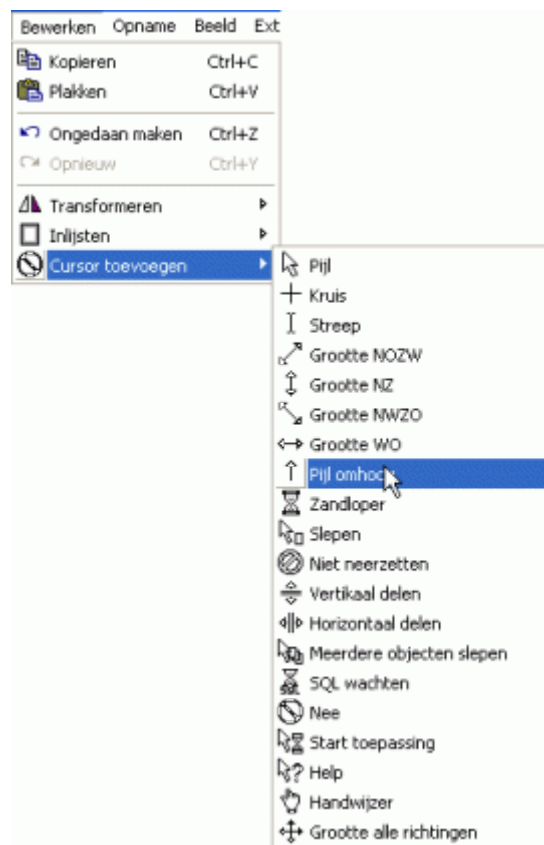 Bewerken Opname Beeld Ext
Kopieren Ctrl+C
Plakken Ctrl+V
Ongedaan maken Ctrl+Z
Opnieuw Ctrl+Y
Transformeren
Inlijsten
Cursor toevoegen
Pijl
Kruis
Streep
Grootte NOZW
Grootte NZ
Grootte NWZO
Grootte WO
Pijl omhoog
Zandloper
Slepen
Niet neerzetten
Vertikaal delen
Horizontaal delen
Meerdere objecten slepen
SQL wachten
Nee
Start toepassing
Help
Handwijzer
Grootte alle richtingen